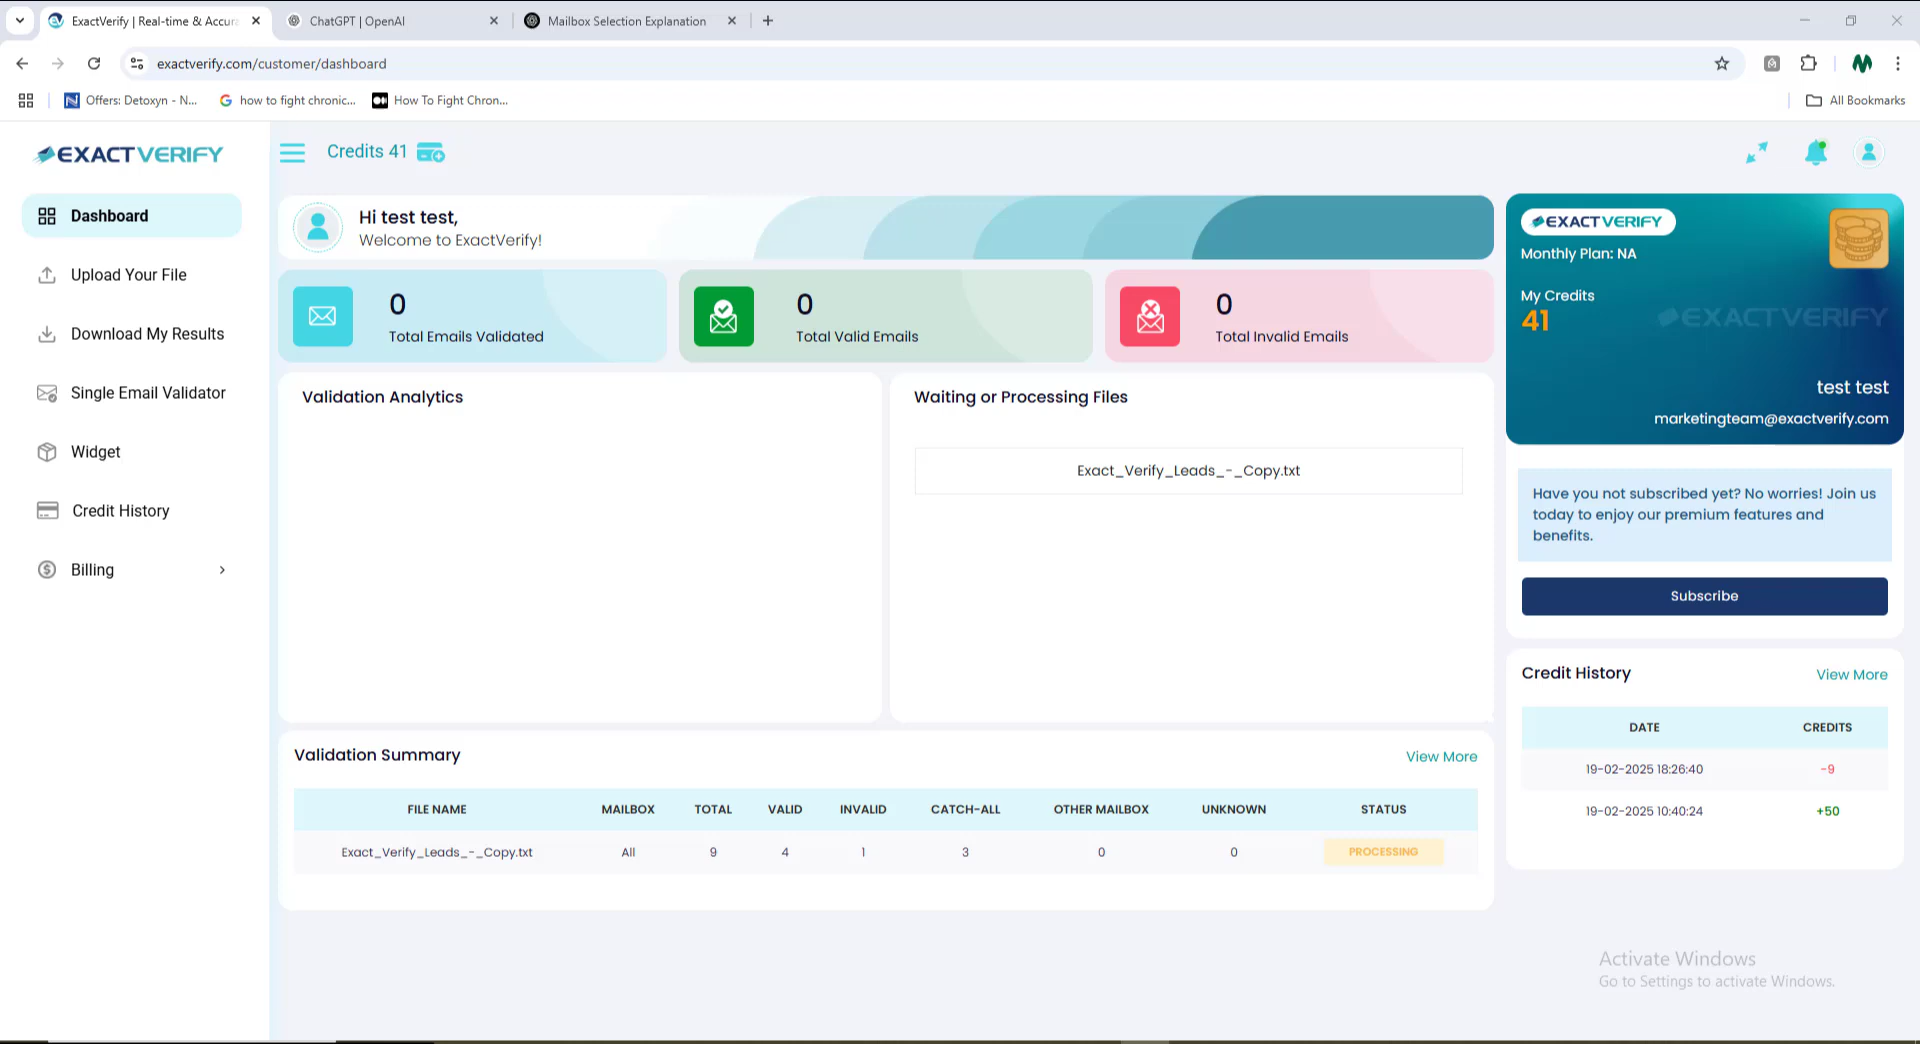 ExactVerify | Real-time & Accura
ChatGPT | OpenAI
Mailbox Selection Explanation
exactverify.com/customer/dashboard
Offers: Detoxyn - N...
how to fight chronic...
How To Fight Chron...
All Bookmarks
EXACTVERIFY
Dashboard
Upload Your File
Download My Results
Single Email Validator
Widget
Credit History
Billing
Credits 41
Hi test test,
Welcome to ExactVerify!
0
Total Emails Validated
0
Total Valid Emails
0
Total Invalid Emails
Validation Analytics
Waiting or Processing Files
Exact_Verify_Leads_-_Copy.txt
Validation Summary
View More
FILE NAME MAILBOX TOTAL VALID INVALID CATCH-ALL OTHER MAILBOX UNKNOWN STATUS
Exact_Verify_Leads_-_Copy.txt All 9 4 1 3 0 0 PROCESSING
EXACTVERIFY
Monthly Plan: NA
My Credits
41
EXACTVERIFY
test test
marketingteam@exactverify.com
Have you not subscribed yet? No worries! Join us
today to enjoy our premium features and
benefits.
Subscribe
Credit History
View More
DATE CREDITS
19-02-2025 18:26:40 -9
19-02-2025 10:40:24 +50
Activate Windows
Go to Settings to activate Windows.